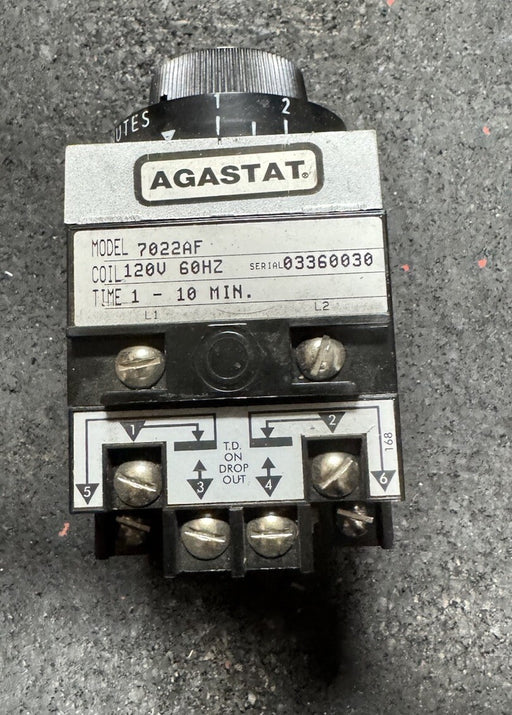 UTES 1 2
AGASTAT®
MODEL 7022AF
COIL 120V 60HZ SERIAL 03360030
TIME 1 - 10 MIN.
L1 L2
1 2
T.D.
ON
DROP
OUT
168
5 3 4 6